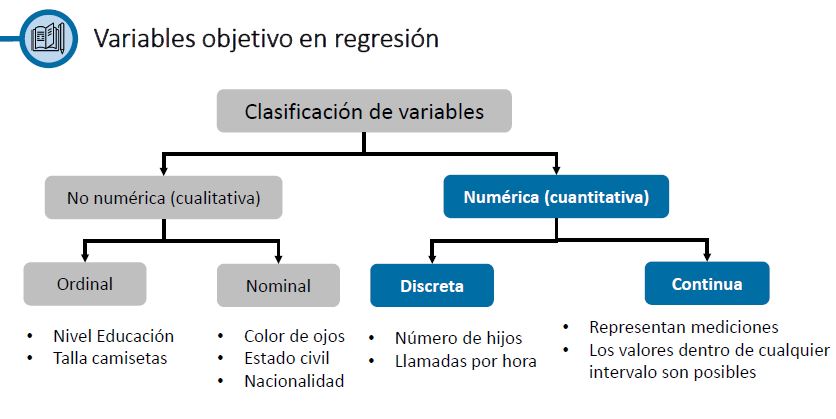 Variables objetivo en regresión
Clasificación de variables
No numérica (cualitativa)
Numérica (cuantitativa)
Ordinal
Nominal
Discreta
Continua
• Nivel Educación
• Talla camisetas
• Color de ojos
• Estado civil
• Nacionalidad
• Número de hijos
• Llamadas por hora
• Representan mediciones
• Los valores dentro de cualquier
intervalo son posibles